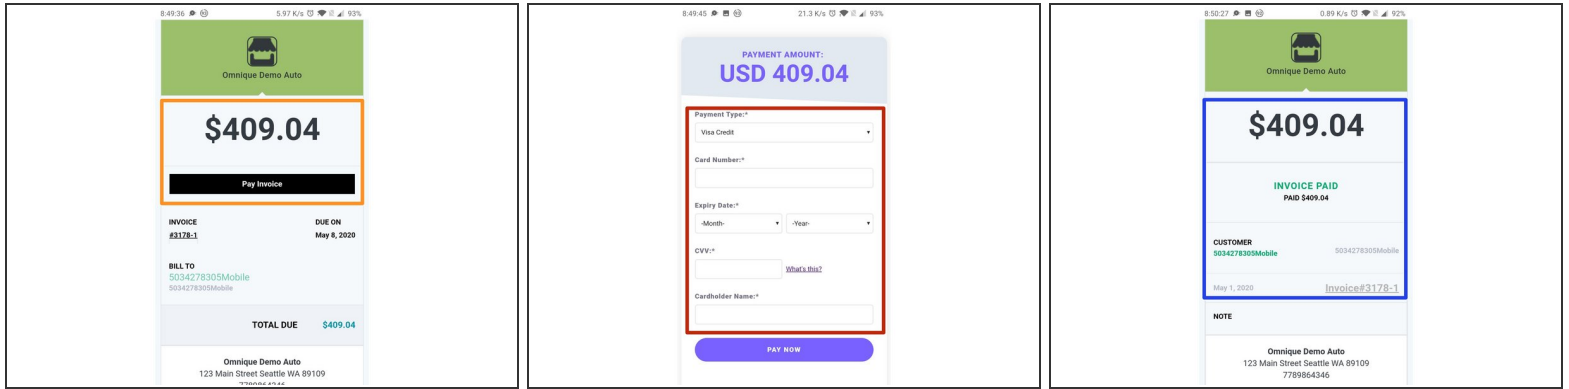 8:49:36
5.97 K/s 93%
Omnique Demo Auto
$409.04
Pay Invoice
INVOICE DUE ON
#3178-1 May 8, 2020
BILL TO
5034278305Mobile
5034278305Mobile
TOTAL DUE $409.04
Omnique Demo Auto
123 Main Street Seattle WA 89109
7789864346
8:49:45
21.3 K/s 93%
PAYMENT AMOUNT:
USD 409.04
Payment Type:*
Visa Credit
Card Number:*
Expiry Date:*
-Month- -Year-
CVV:*
What's this?
Cardholder Name:*
PAY NOW
8:50:27
0.89 K/s 92%
Omnique Demo Auto
$409.04
INVOICE PAID
PAID $409.04
CUSTOMER
5034278305Mobile 5034278305Mobile
May 1, 2020 Invoice#3178-1
NOTE
Omnique Demo Auto
123 Main Street Seattle WA 89109
7789864346